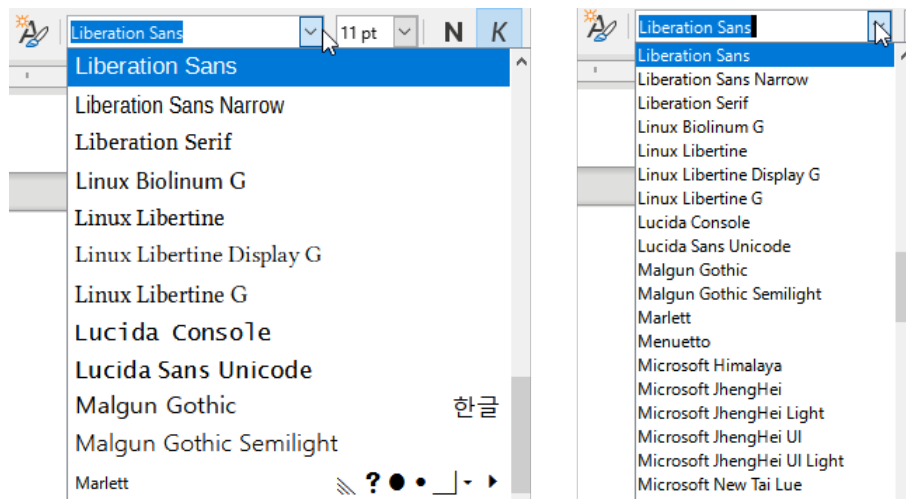 Liberation Sans 11 pt N K
Liberation Sans
Liberation Sans Narrow
Liberation Serif
Linux Biolinum G
Linux Libertine
Linux Libertine Display G
Linux Libertine G
Lucida Console
Lucida Sans Unicode
Malgun Gothic 한글
Malgun Gothic Semilight
Marlett ?
Liberation Sans
Liberation Sans
Liberation Sans Narrow
Liberation Serif
Linux Biolinum G
Linux Libertine
Linux Libertine Display G
Linux Libertine G
Lucida Console
Lucida Sans Unicode
Malgun Gothic
Malgun Gothic Semilight
Marlett
Menuetto
Microsoft Himalaya
Microsoft JhengHei
Microsoft JhengHei Light
Microsoft JhengHei UI
Microsoft JhengHei UI Light
Microsoft New Tai Lue